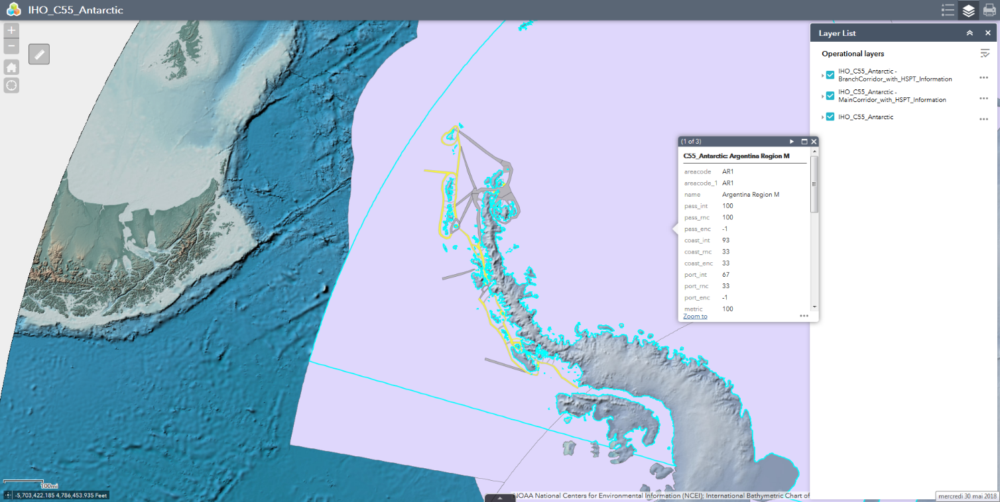 IHO_C55_Antarctic
Layer List
Operational layers
IHO_C55_Antarctic -
BranchCorridor_with_HSPT_Information
IHO_C55_Antarctic -
MainCorridor_with_HSPT_Information
IHO_C55_Antarctic
(1 of 3)
C55_Antarctic: Argentina Region M
areacode AR1
areacode_1 AR1
name Argentina Region M
pass_int 100
pass_rnc 100
pass_enc -1
coast_int 93
coast_rnc 33
coast_enc 33
port_int 67
port_rnc 33
port_enc -1
metric 100
Zoom to
100mi
-5,703,422.185 4,786,453.935 Feet
NOAA National Centers for Environmental Information (NCEI); International Bathymetric Chart of
mercredi 30 mai 2018